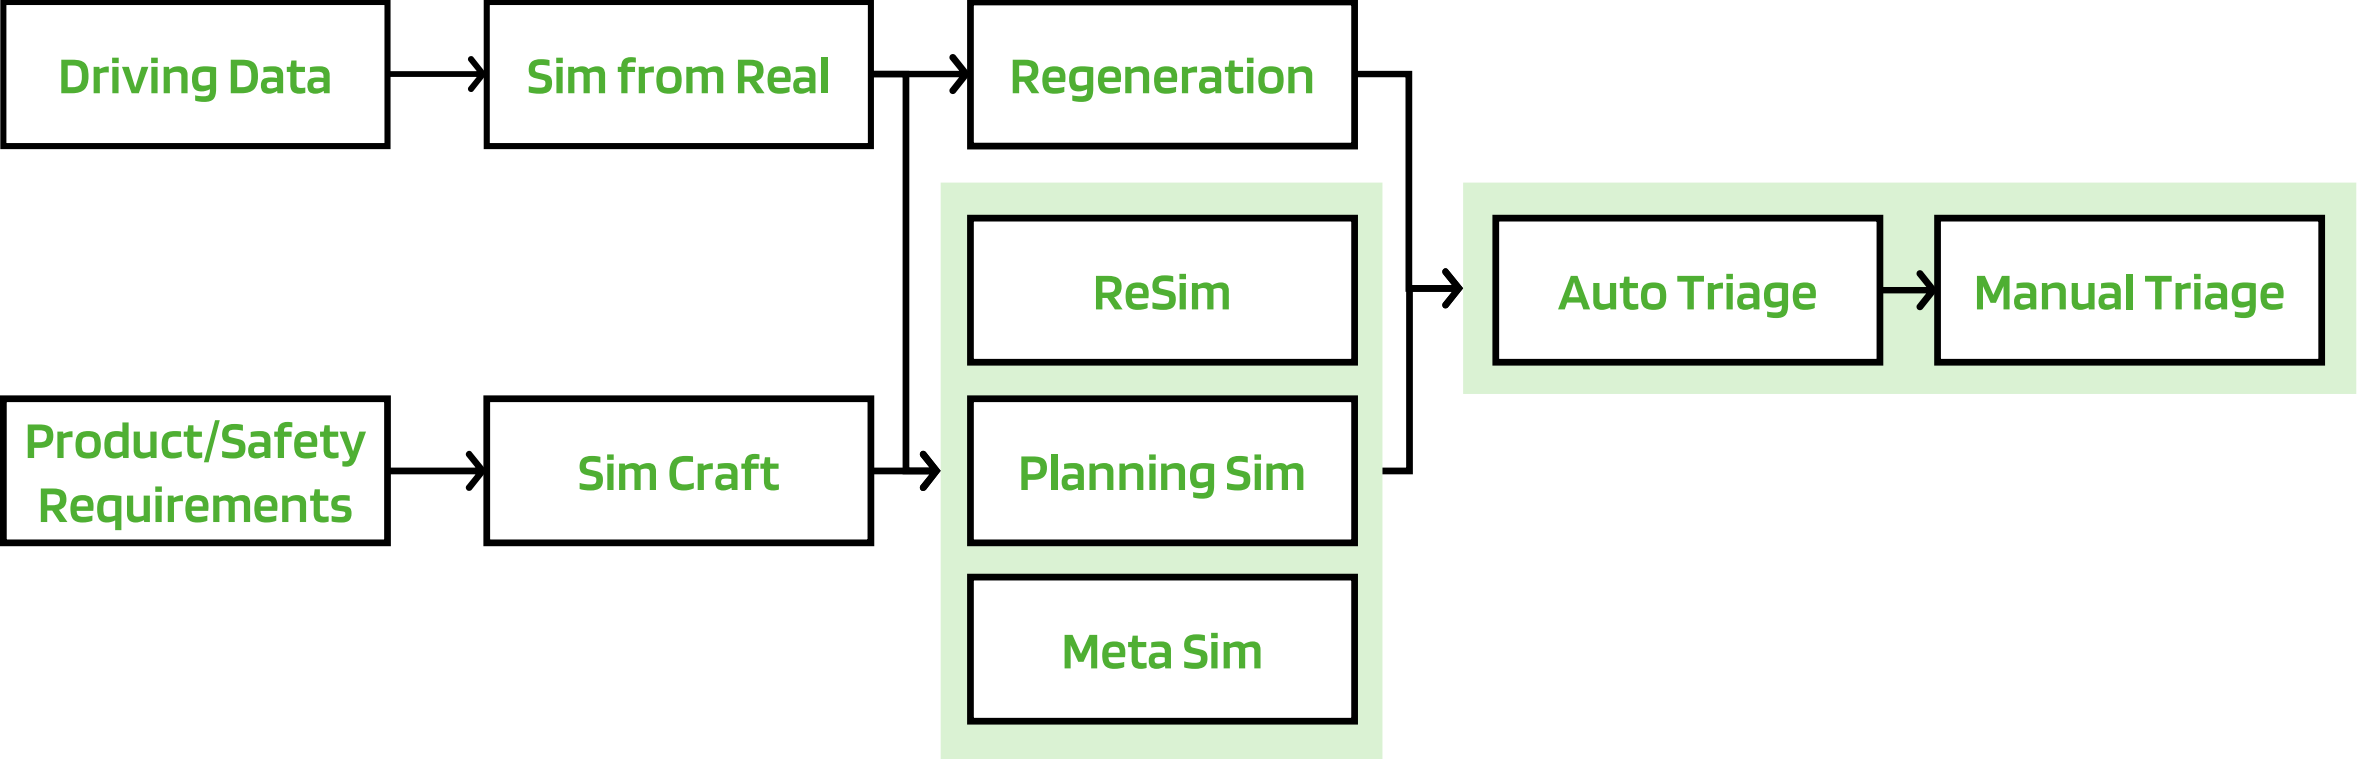 Driving Data
Sim from Real
Regeneration
ReSim
Auto Triage
Manual Triage
Product/Safety
Requirements
Sim Craft
Planning Sim
Meta Sim